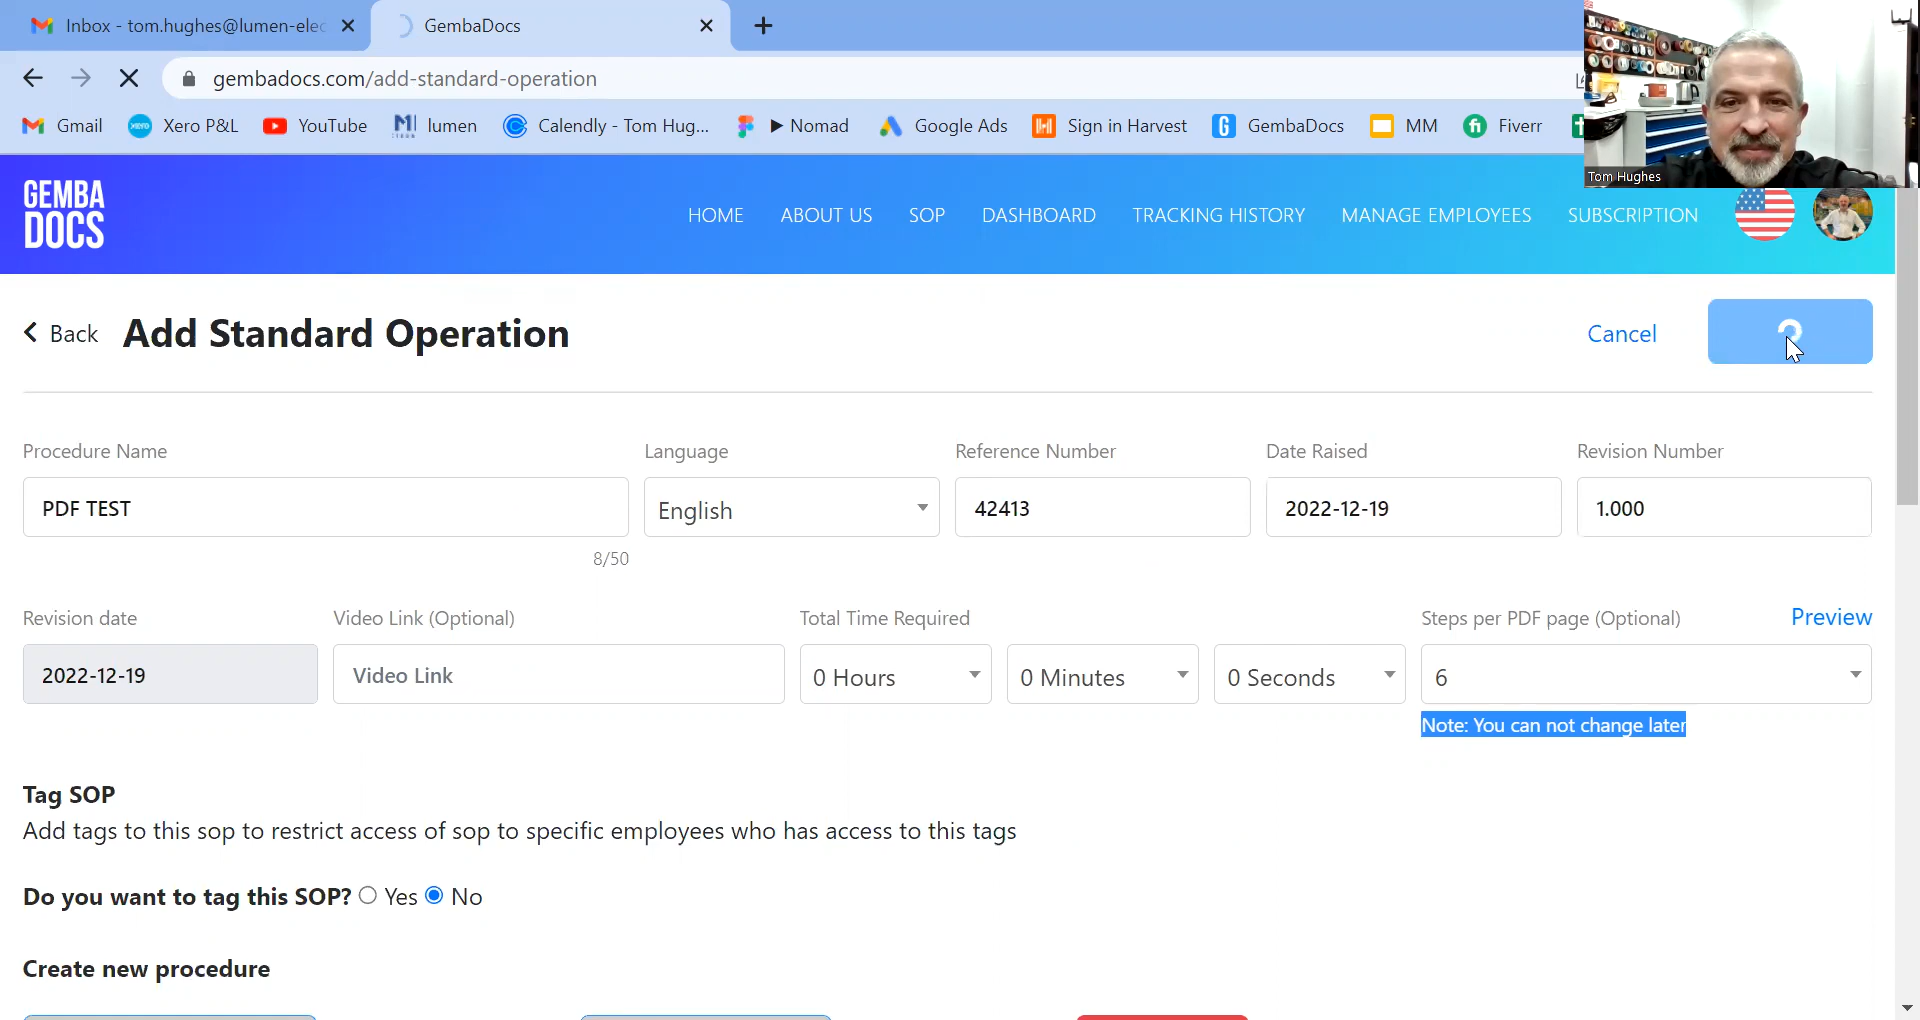 Inbox - tom.hughes@lumen-elec
GembaDocs
gembadocs.com/add-standard-operation
Gmail
Xero P&L
YouTube
lumen
Calendly - Tom Hug...
▶ Nomad
Google Ads
Sign in Harvest
GembaDocs
MM
Fiverr
Tom Hughes
GEMBA
DOCS
HOME
ABOUT US
SOP
DASHBOARD
TRACKING HISTORY
MANAGE EMPLOYEES
SUBSCRIPTION
Back
Add Standard Operation
Cancel
Procedure Name
Language
Reference Number
Date Raised
Revision Number
PDF TEST
English
42413
2022-12-19
1.000
8/50
Revision date
Video Link (Optional)
Total Time Required
Steps per PDF page (Optional)
Preview
2022-12-19
Video Link
0 Hours
0 Minutes
0 Seconds
6
Note: You can not change later
Tag SOP
Add tags to this sop to restrict access of sop to specific employees who has access to this tags
Do you want to tag this SOP? Yes No
Create new procedure